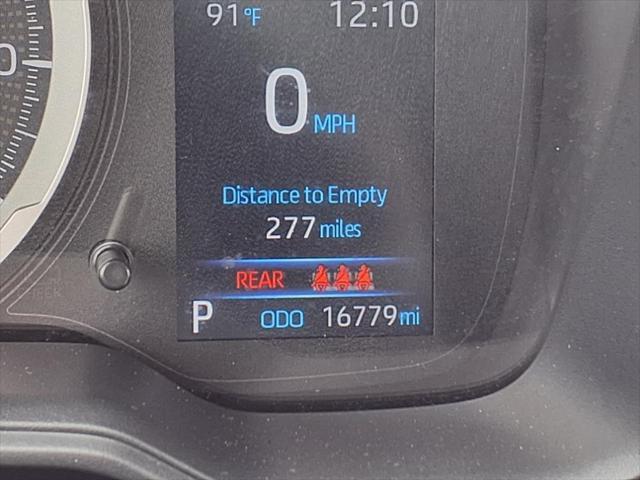 91°F 12:10
0 MPH
Distance to Empty
277 miles
REAR
P ODO 16779 mi